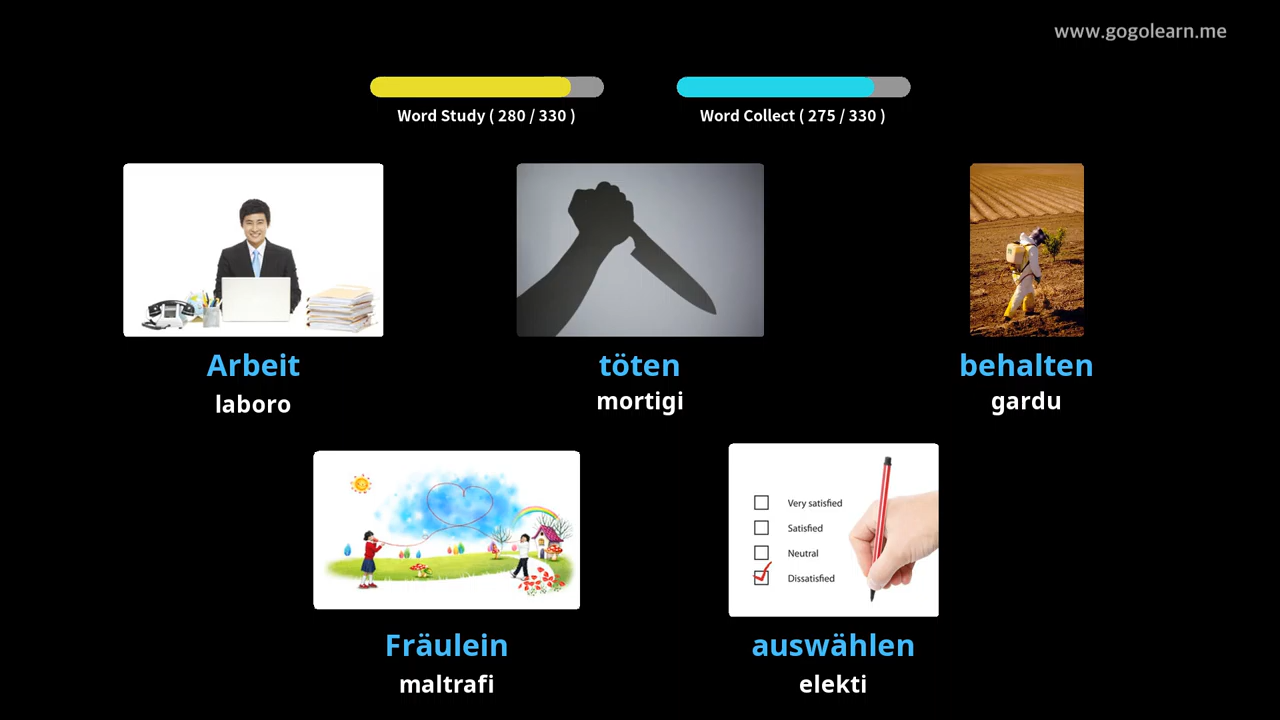 www.gogolearn.me
Word Study ( 280 / 330 )
Word Collect ( 275 / 330 )
Arbeit
laboro
töten
mortigi
behalten
gardu
Fräulein
maltrafi
Very satisfied
Satisfied
Neutral
Dissatisfied
auswählen
elekti